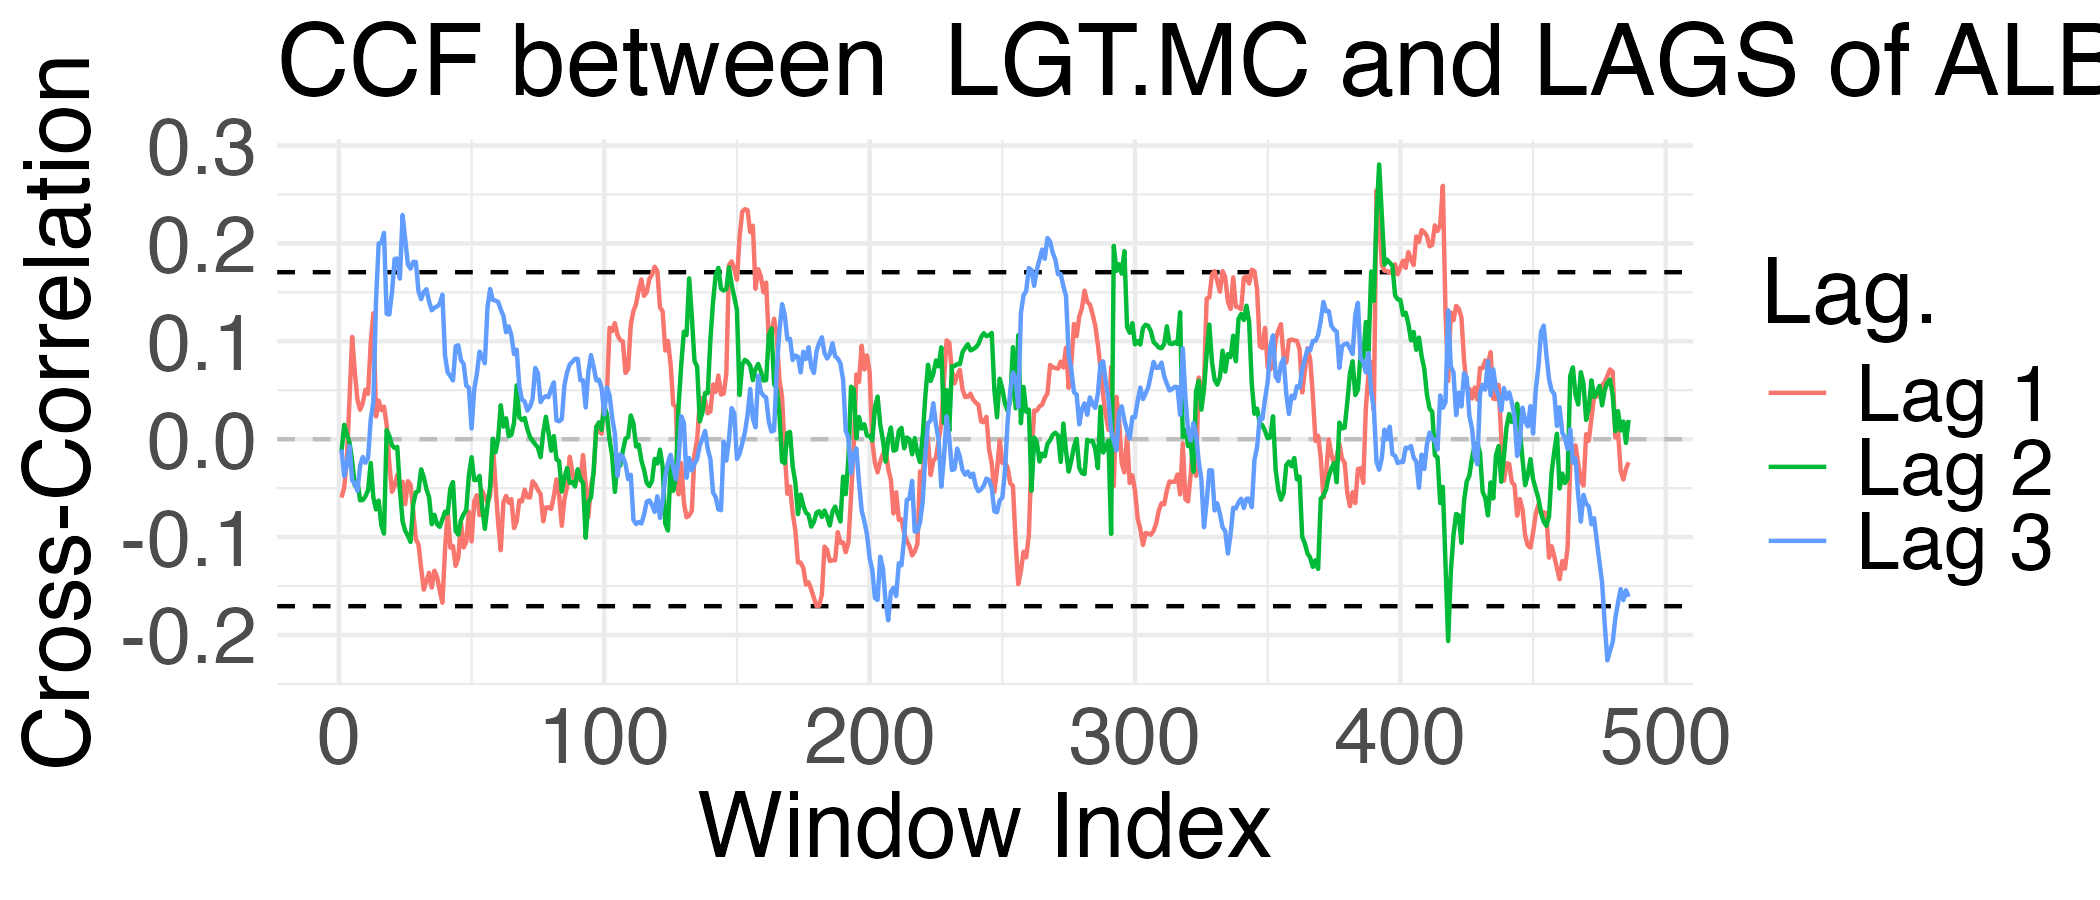 CCF between LGT.MC and LAGS of ALB
Cross-Correlation
0.3
0.2
0.1
0.0
-0.1
-0.2
0 100 200 300 400 500
Window Index
Lag.
Lag 1
Lag 2
Lag 3